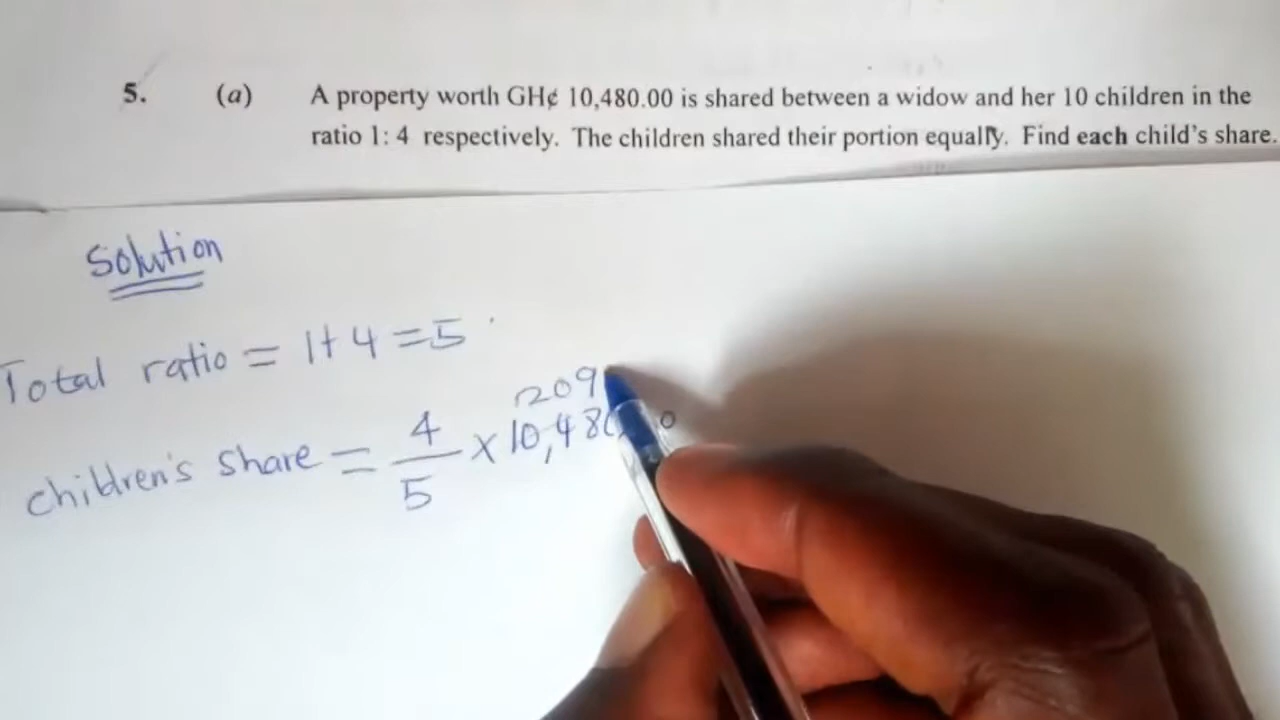 5. (a) A property worth GH¢ 10,480.00 is shared between a widow and her 10 children in the
ratio 1: 4 respectively. The children shared their portion equally. Find each child's share.
Solution
Total ratio = 1+4 =5
209
children's share = 4/5 × 10,480